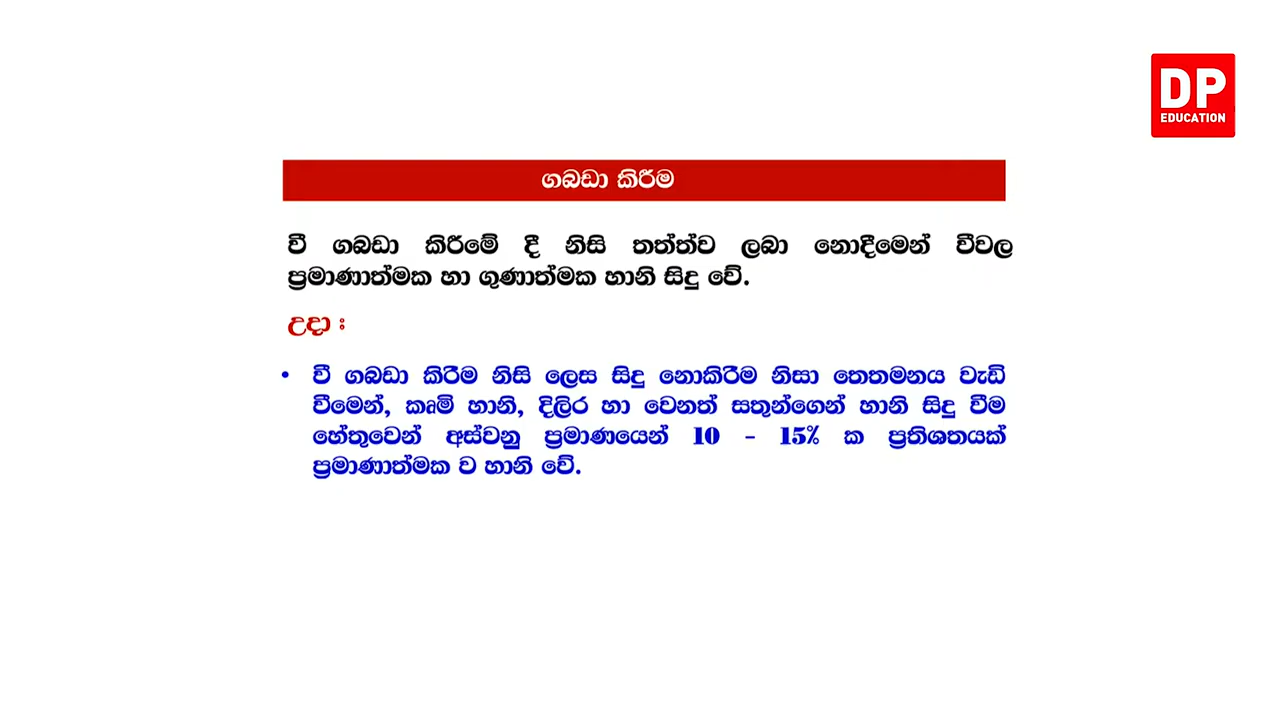 DP
EDUCATION
ගබඩා කිරීම
වී ගබඩා කිරීමේ දී නිසි තත්ත්ව ලබා නොදීමෙන් වීවල
ප්‍රමාණාත්මක හා ගුණාත්මක හානි සිදු වේ.
උදා :
• වී ගබඩා කිරීම නිසි ලෙස සිදු නොකිරීම නිසා තෙතමනය වැඩි
වීමෙන්, කෘමි හානි, දිලීර හා වෙනත් සතුන්ගෙන් හානි සිදු වීම
හේතුවෙන් අස්වනු ප්‍රමාණයෙන් 10 - 15% ක ප්‍රතිශතයක්
ප්‍රමාණාත්මක ව හානි වේ.